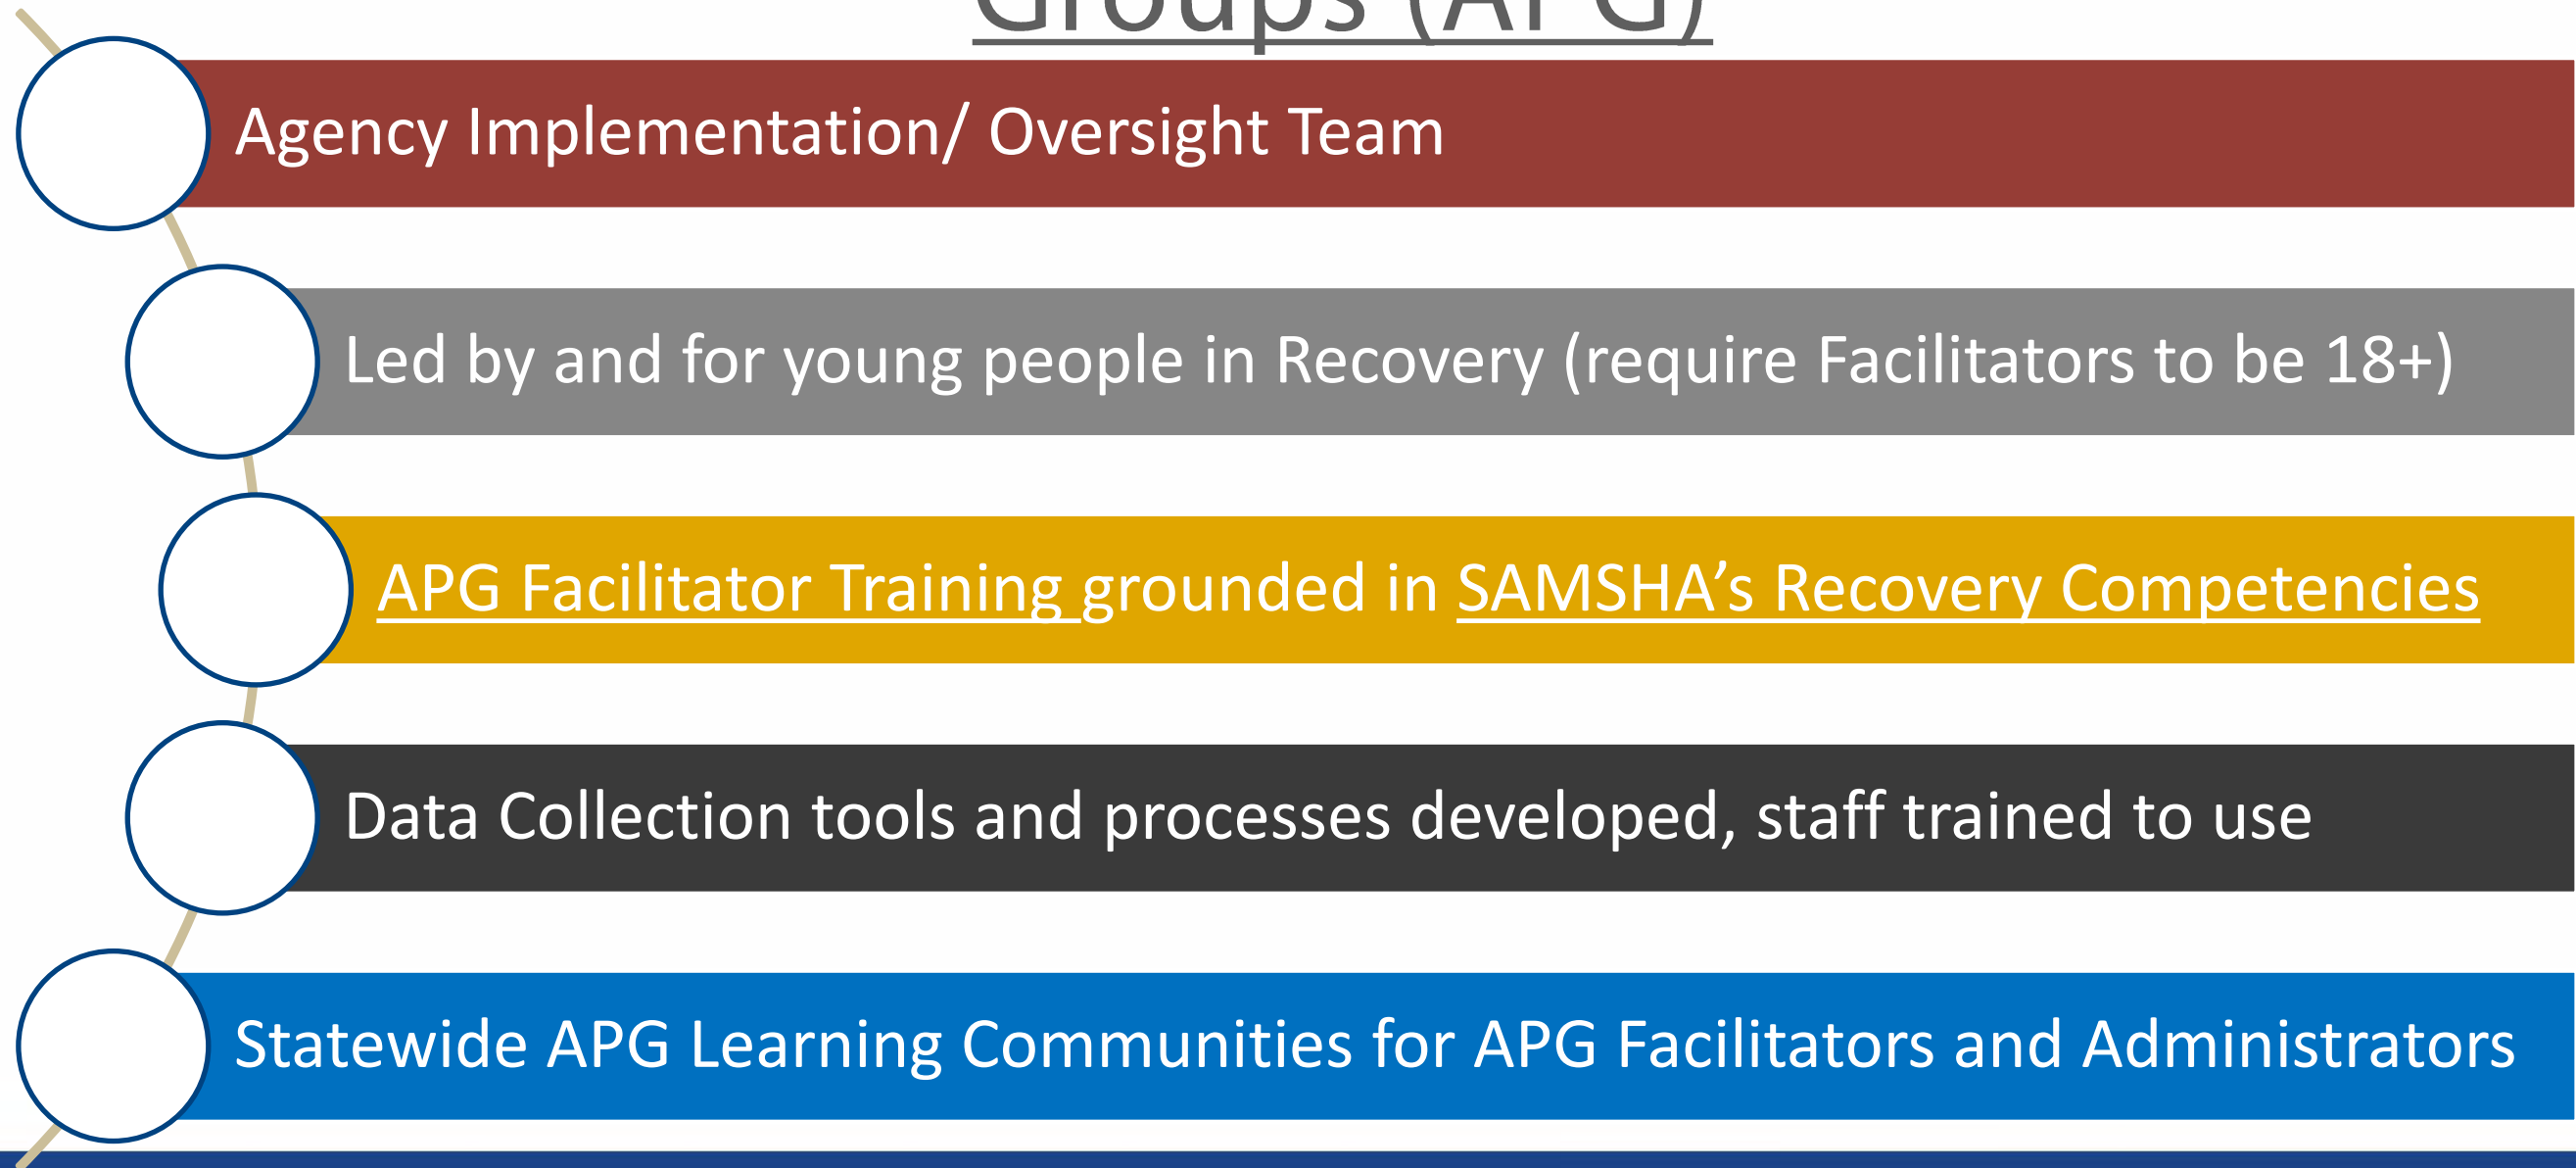 Groups (APG)
Agency Implementation/ Oversight Team
Led by and for young people in Recovery (require Facilitators to be 18+)
APG Facilitator Training grounded in SAMSHA’s Recovery Competencies
Data Collection tools and processes developed, staff trained to use
Statewide APG Learning Communities for APG Facilitators and Administrators